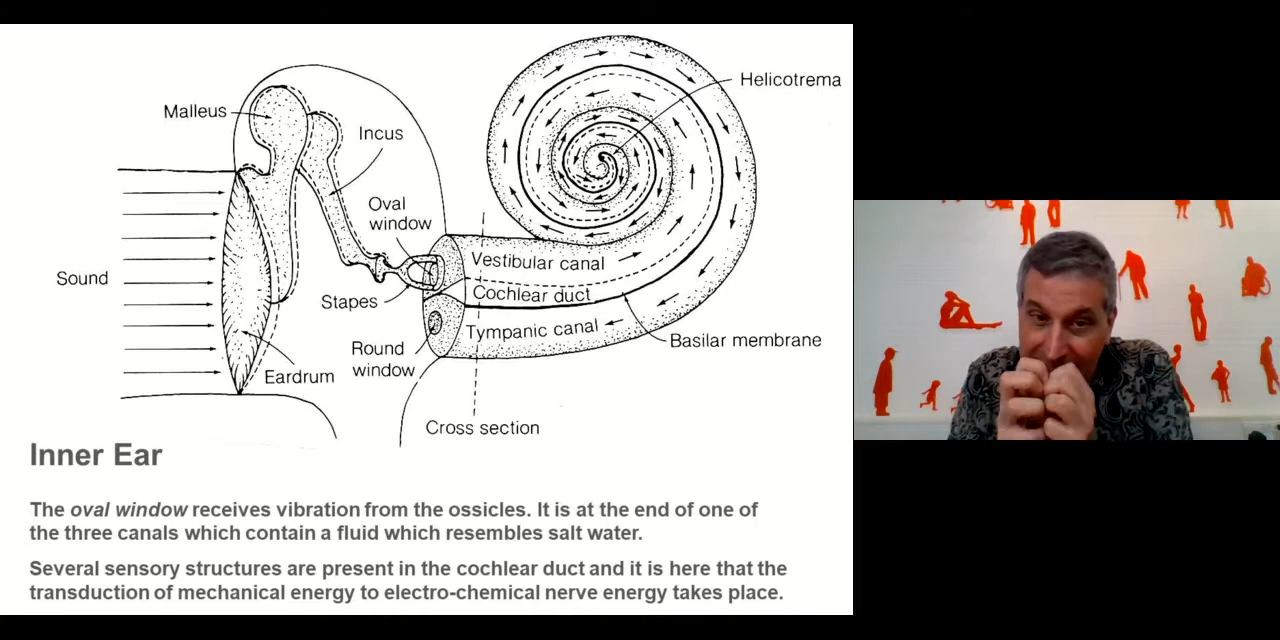 Helicotrema
Malleus
Incus
Oval
window
Vestibular canal
Sound
Cochlear duct
Stapes
Tympanic canal
Basilar membrane
Round
window
Eardrum
Cross section
Inner Ear
The oval window receives vibration from the ossicles. It is at the end of one of
the three canals which contain a fluid which resembles salt water.
Several sensory structures are present in the cochlear duct and it is here that the
transduction of mechanical energy to electro-chemical nerve energy takes place.